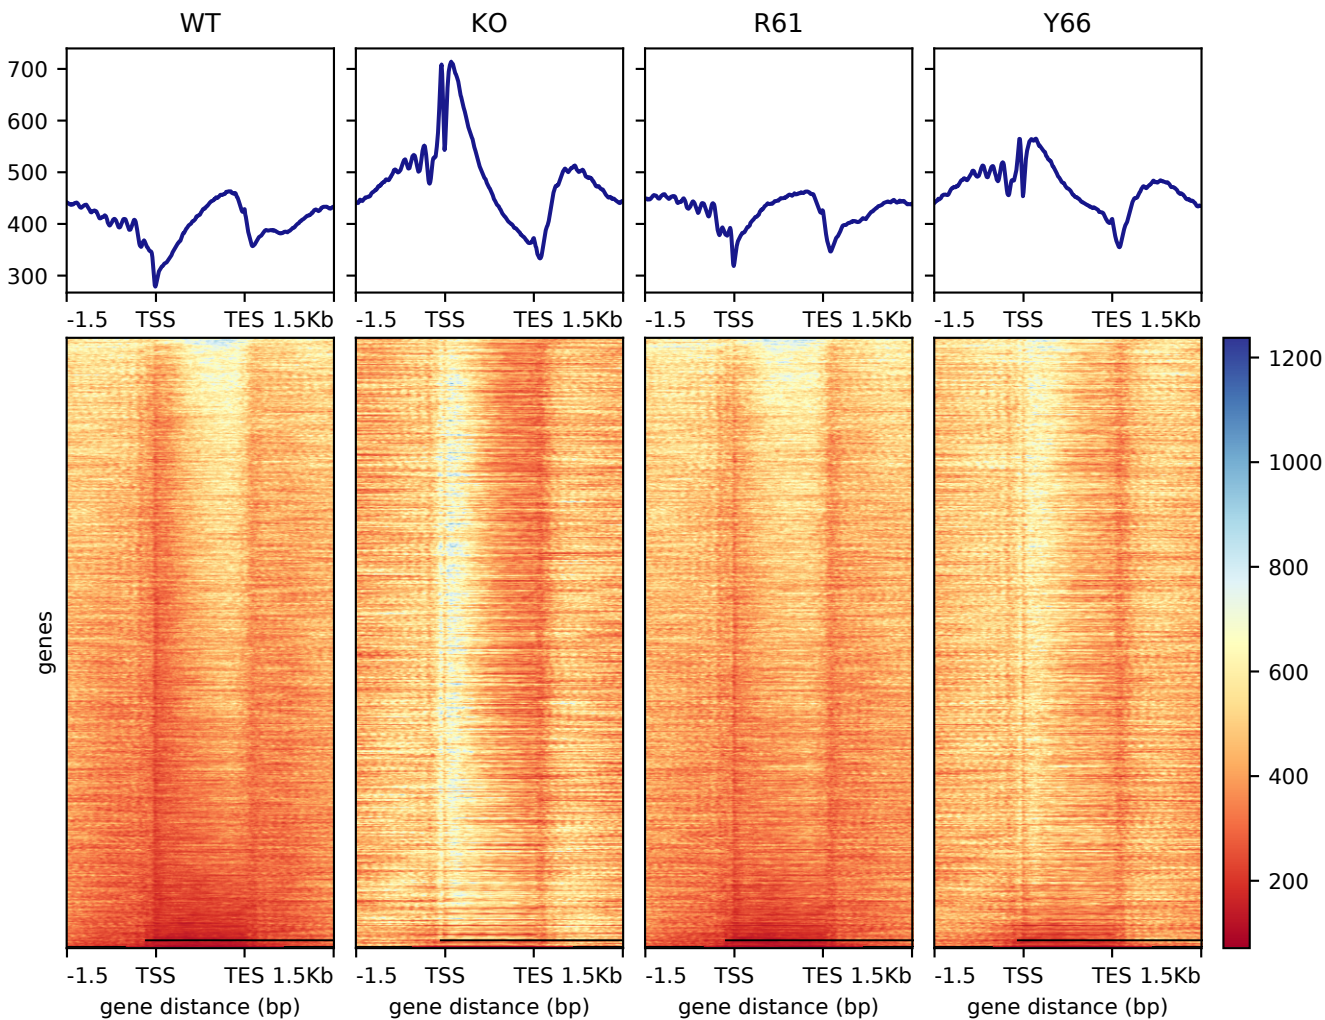 WT KO R61 Y66
700
600
500
400
300
-1.5 TSS TES 1.5Kb -1.5 TSS TES 1.5Kb -1.5 TSS TES 1.5Kb -1.5 TSS TES 1.5Kb
genes
1200
1000
800
600
400
200
-1.5 TSS TES 1.5Kb -1.5 TSS TES 1.5Kb -1.5 TSS TES 1.5Kb -1.5 TSS TES 1.5Kb
gene distance (bp) gene distance (bp) gene distance (bp) gene distance (bp)